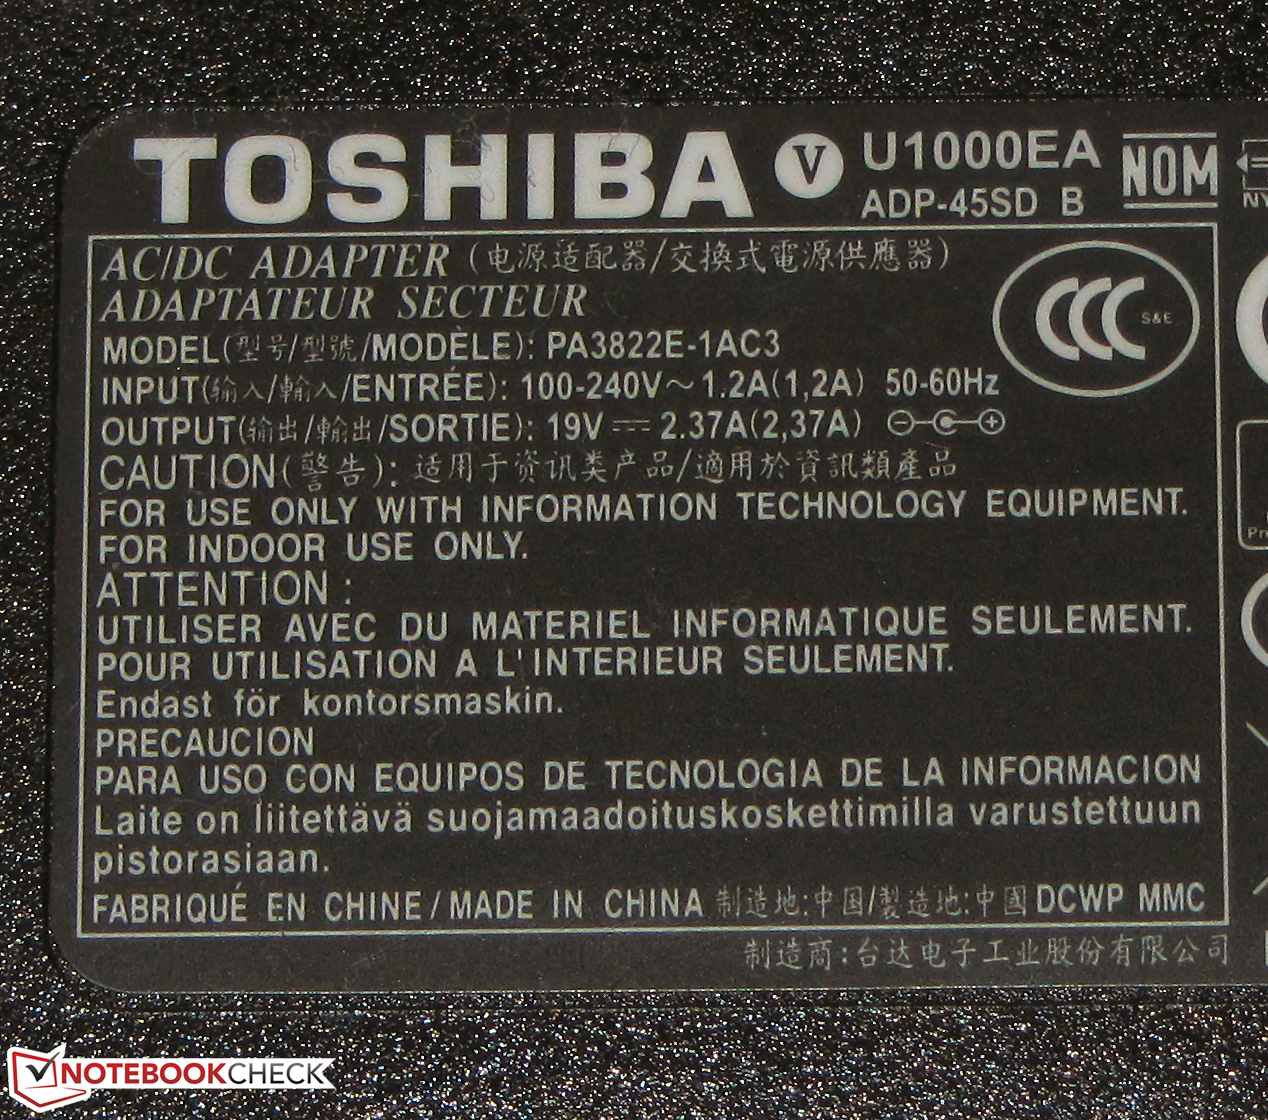 TOSHIBA V U1000EA NOM NY
ADP-45SD B
AC/DC ADAPTER (电源适配器/交換式電源供應器)
ADAPTATEUR SECTEUR
CCC S&E
MODEL(型号/型號/MODÈLE): PA3822E-1AC3
INPUT(输入/輸入/ENTRÉE): 100-240V～1.2A(1,2A) 50-60Hz
OUTPUT(输出/輸出/SORTIE): 19V ⎓ 2.37A(2,37A)
CAUTION(警告): 适用于资讯类产品/適用於資訊類產品
FOR USE ONLY WITH INFORMATION TECHNOLOGY EQUIPMENT.
FOR INDOOR USE ONLY.
ATTENTION :
UTILISER AVEC DU MATERIEL INFORMATIQUE SEULEMENT.
POUR UTILISATION A L'INTERIEUR SEULEMENT.
Endast för kontorsmaskin.
PRECAUCION
PARA USO CON EQUIPOS DE TECNOLOGIA DE LA INFORMACION
Laite on liitettävä suojamaadoituskoskettimilla varustettuun
pistorasiaan.
FABRIQUÉ EN CHINE/MADE IN CHINA 制造地:中国/製造地:中國 DCWP MMC
制造商:台达电子工业股份有限公司
NOTEBOOKCHECK